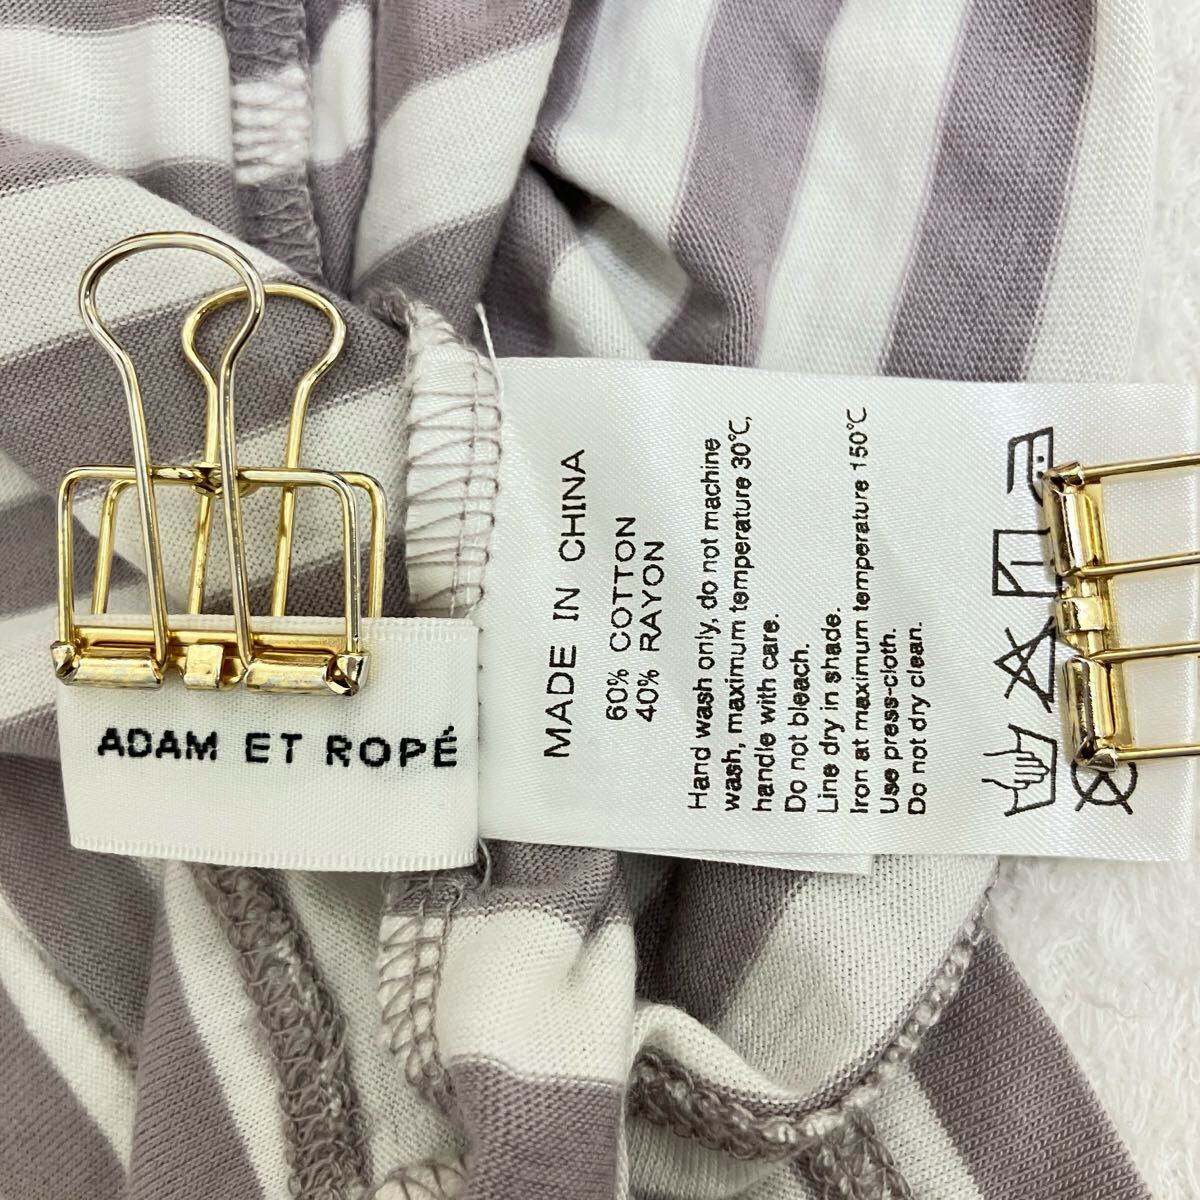 ADAM ET ROPÉ
MADE IN CHINA
60% COTTON
40% RAYON
Hand wash only, do not machine
wash, maximum temperature 30℃,
handle with care.
Do not bleach.
Line dry in shade.
Iron at maximum temperature 150℃
Use press-cloth.
Do not dry clean.